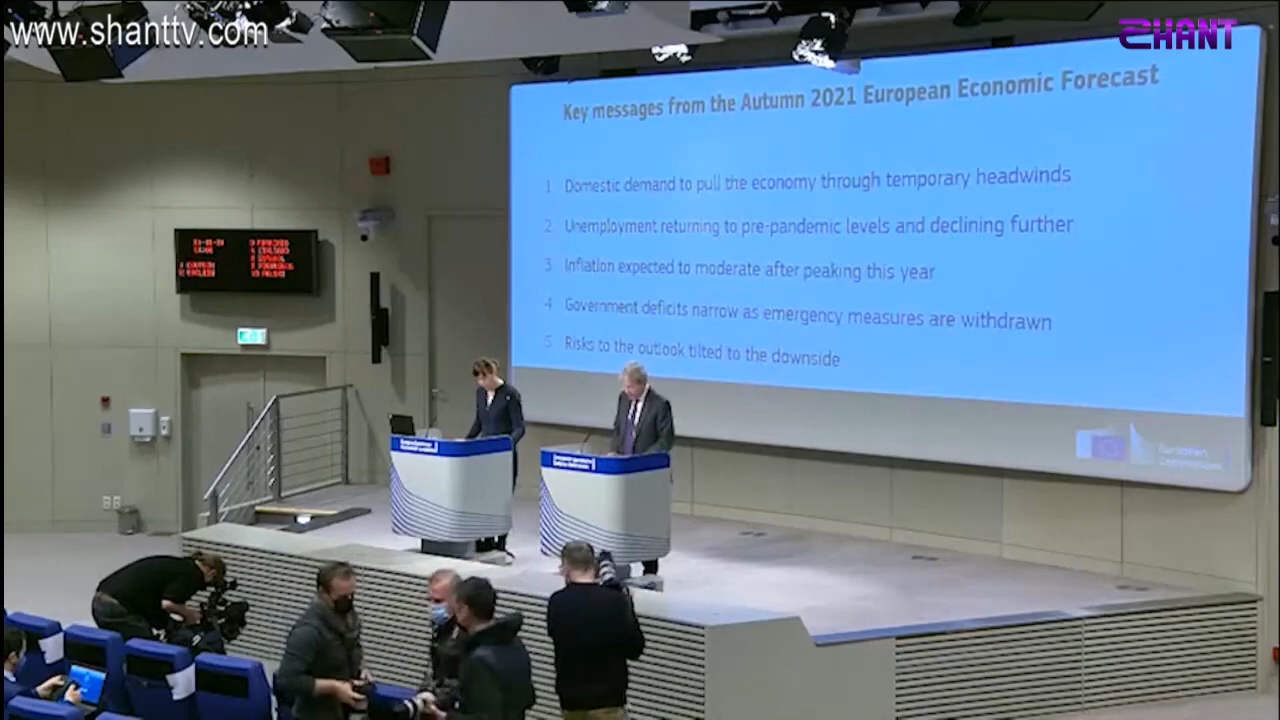 www.shanttv.com
SHANT
Key messages from the Autumn 2021 European Economic Forecast
1 Domestic demand to pull the economy through temporary headwinds
2 Unemployment returning to pre-pandemic levels and declining further
3 Inflation expected to moderate after peaking this year
4 Government deficits narrow as emergency measures are withdrawn
5 Risks to the outlook tilted to the downside
European
Commission